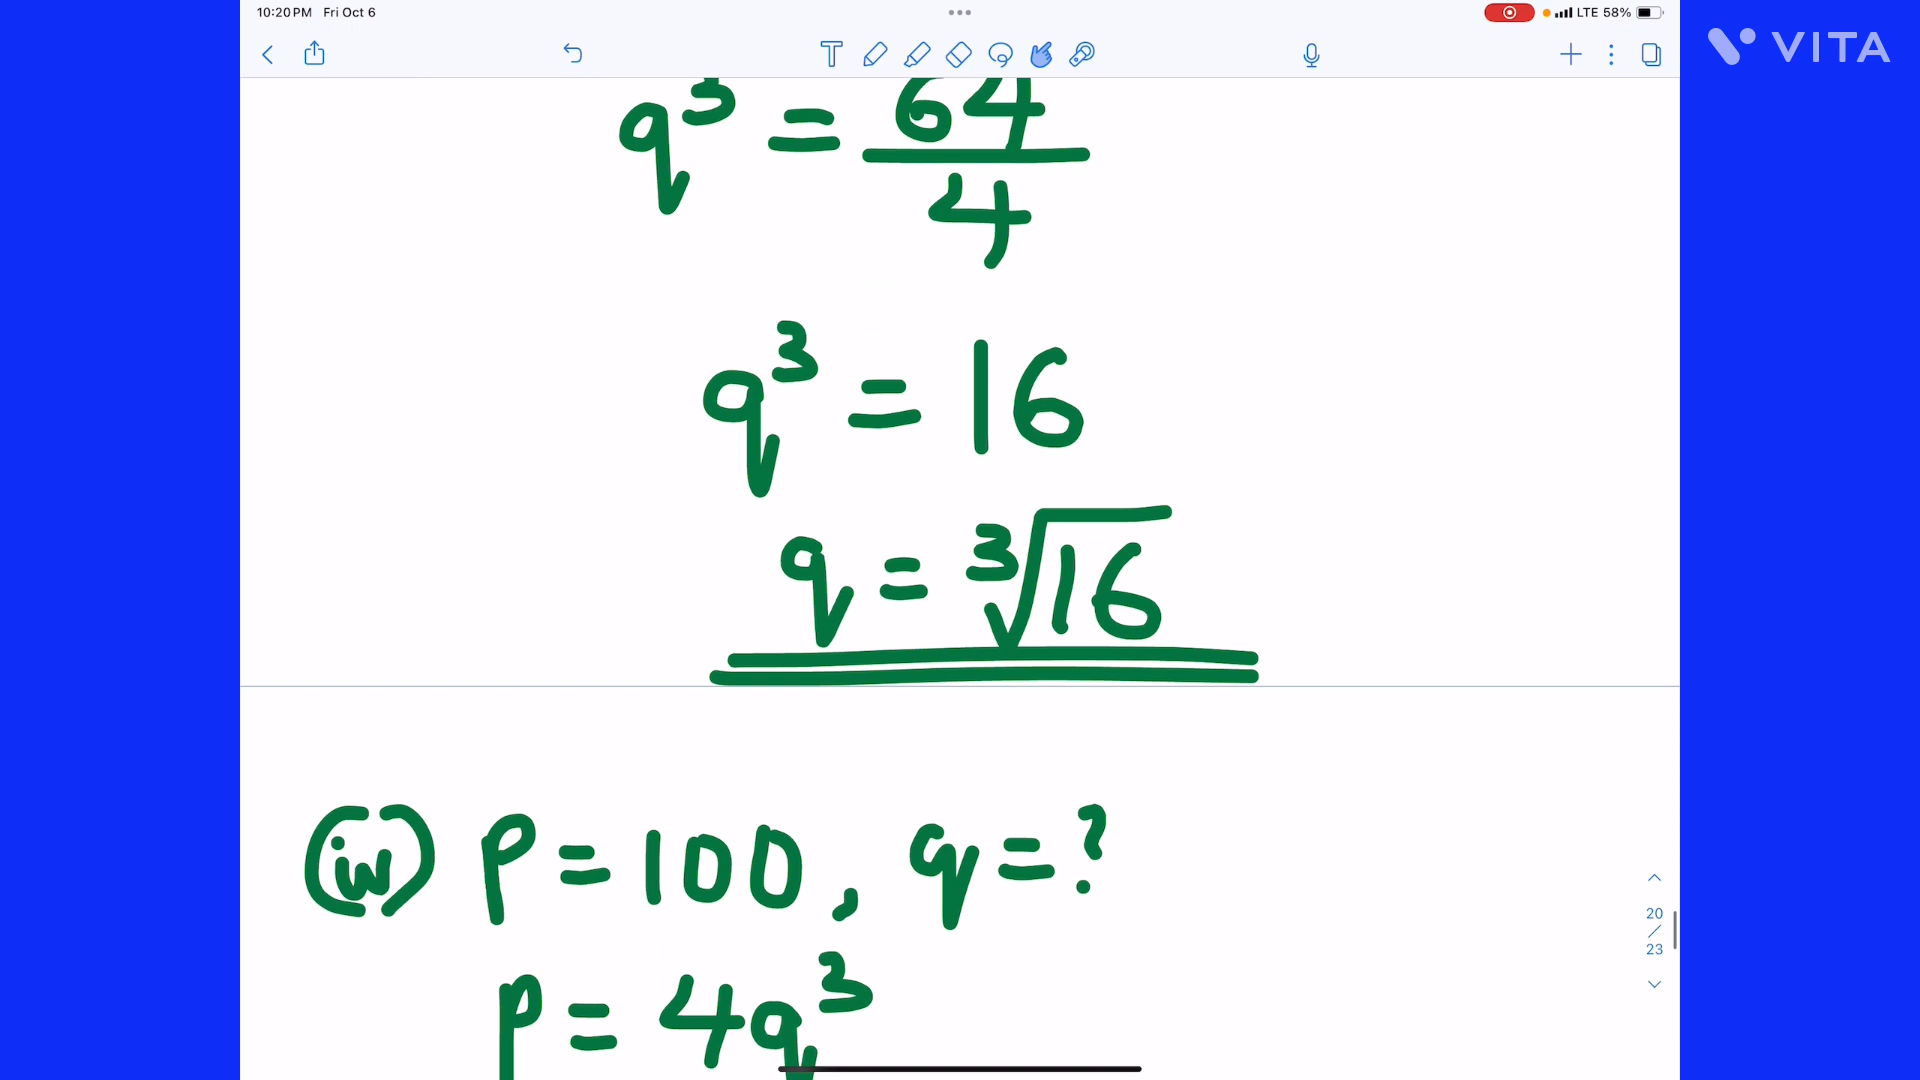 10:20 PM Fri Oct 6
LTE 58%
VITA
T
q³ = 64/4
q³ = 16
q = ³√16
(iv) P = 100, q = ?
P = 4q³
20
/
23